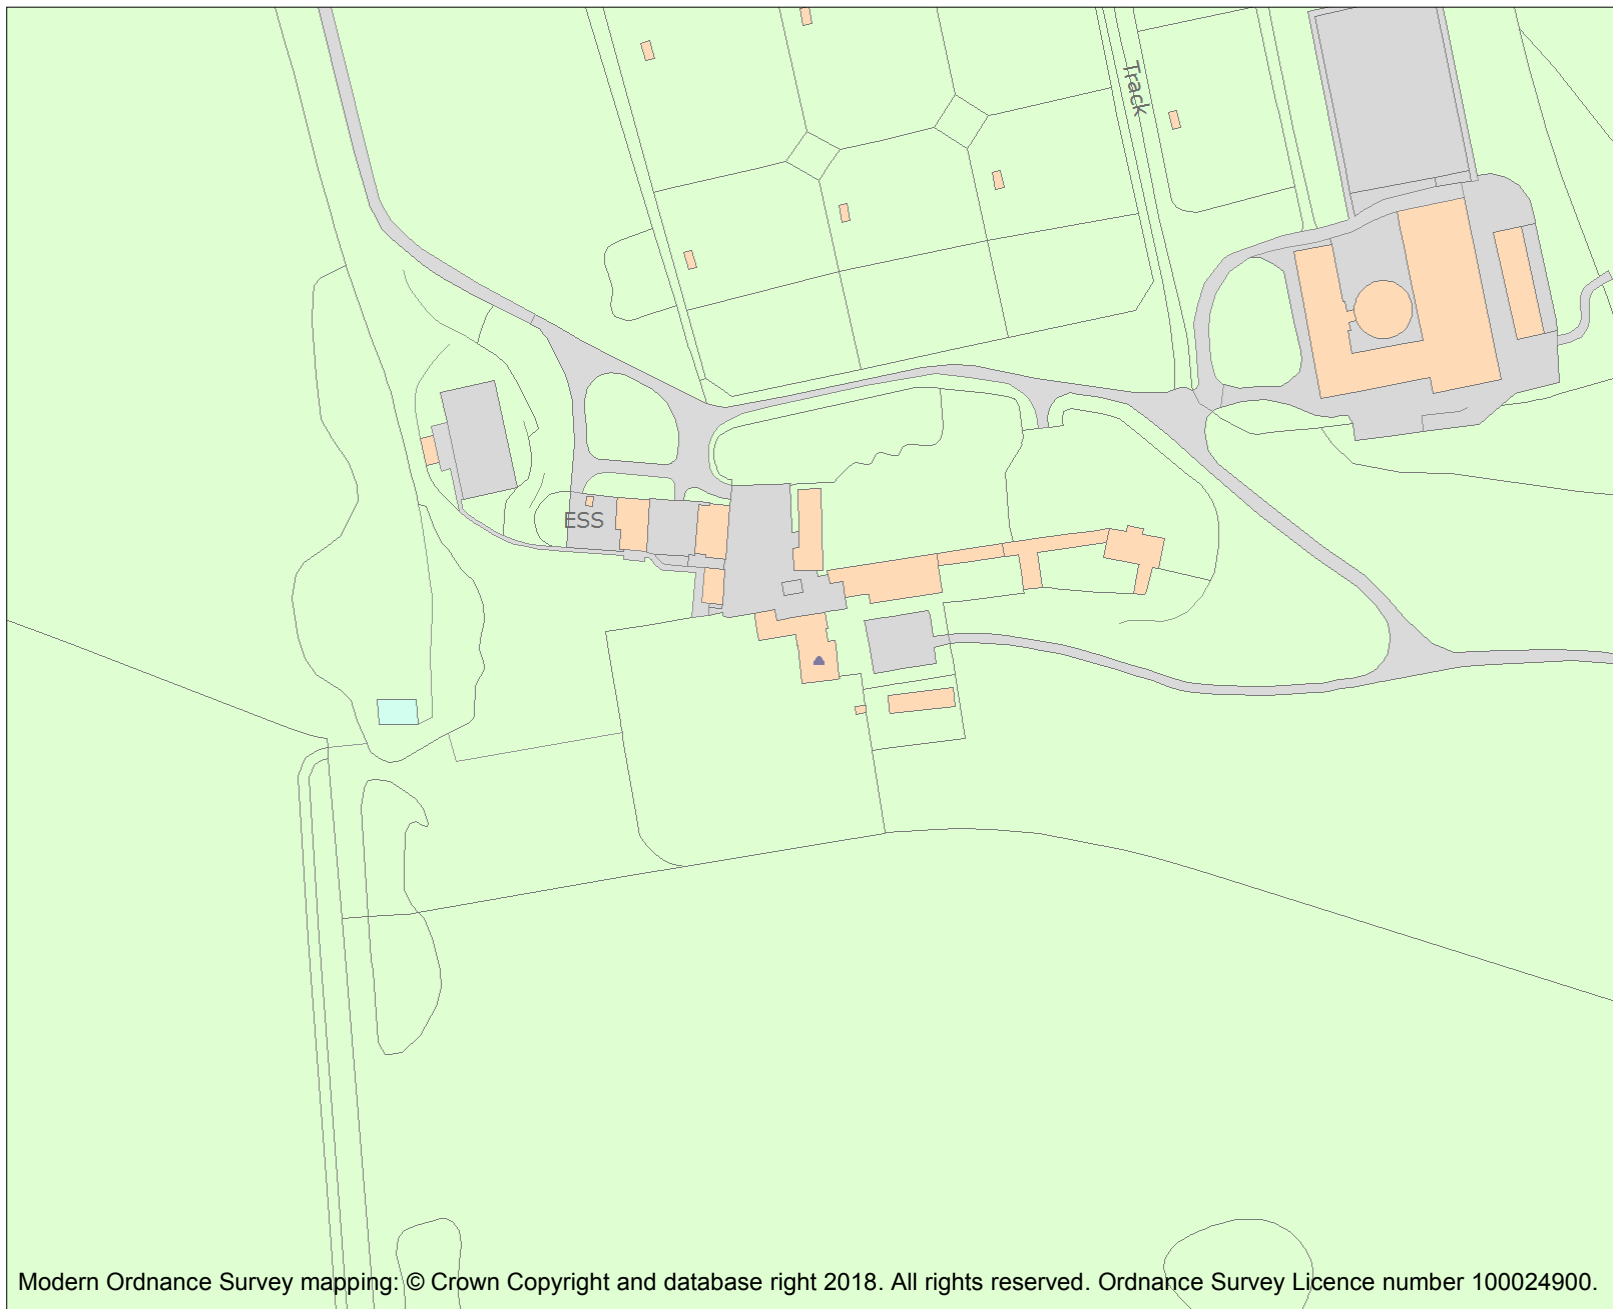 Track
ESS
Modern Ordnance Survey mapping: © Crown Copyright and database right 2018. All rights reserved. Ordnance Survey Licence number 100024900.